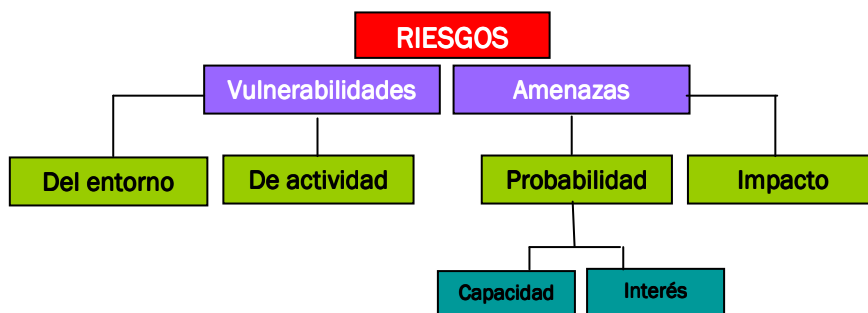 RIESGOS
Vulnerabilidades
Amenazas
Del entorno
De actividad
Probabilidad
Impacto
Capacidad
Interés